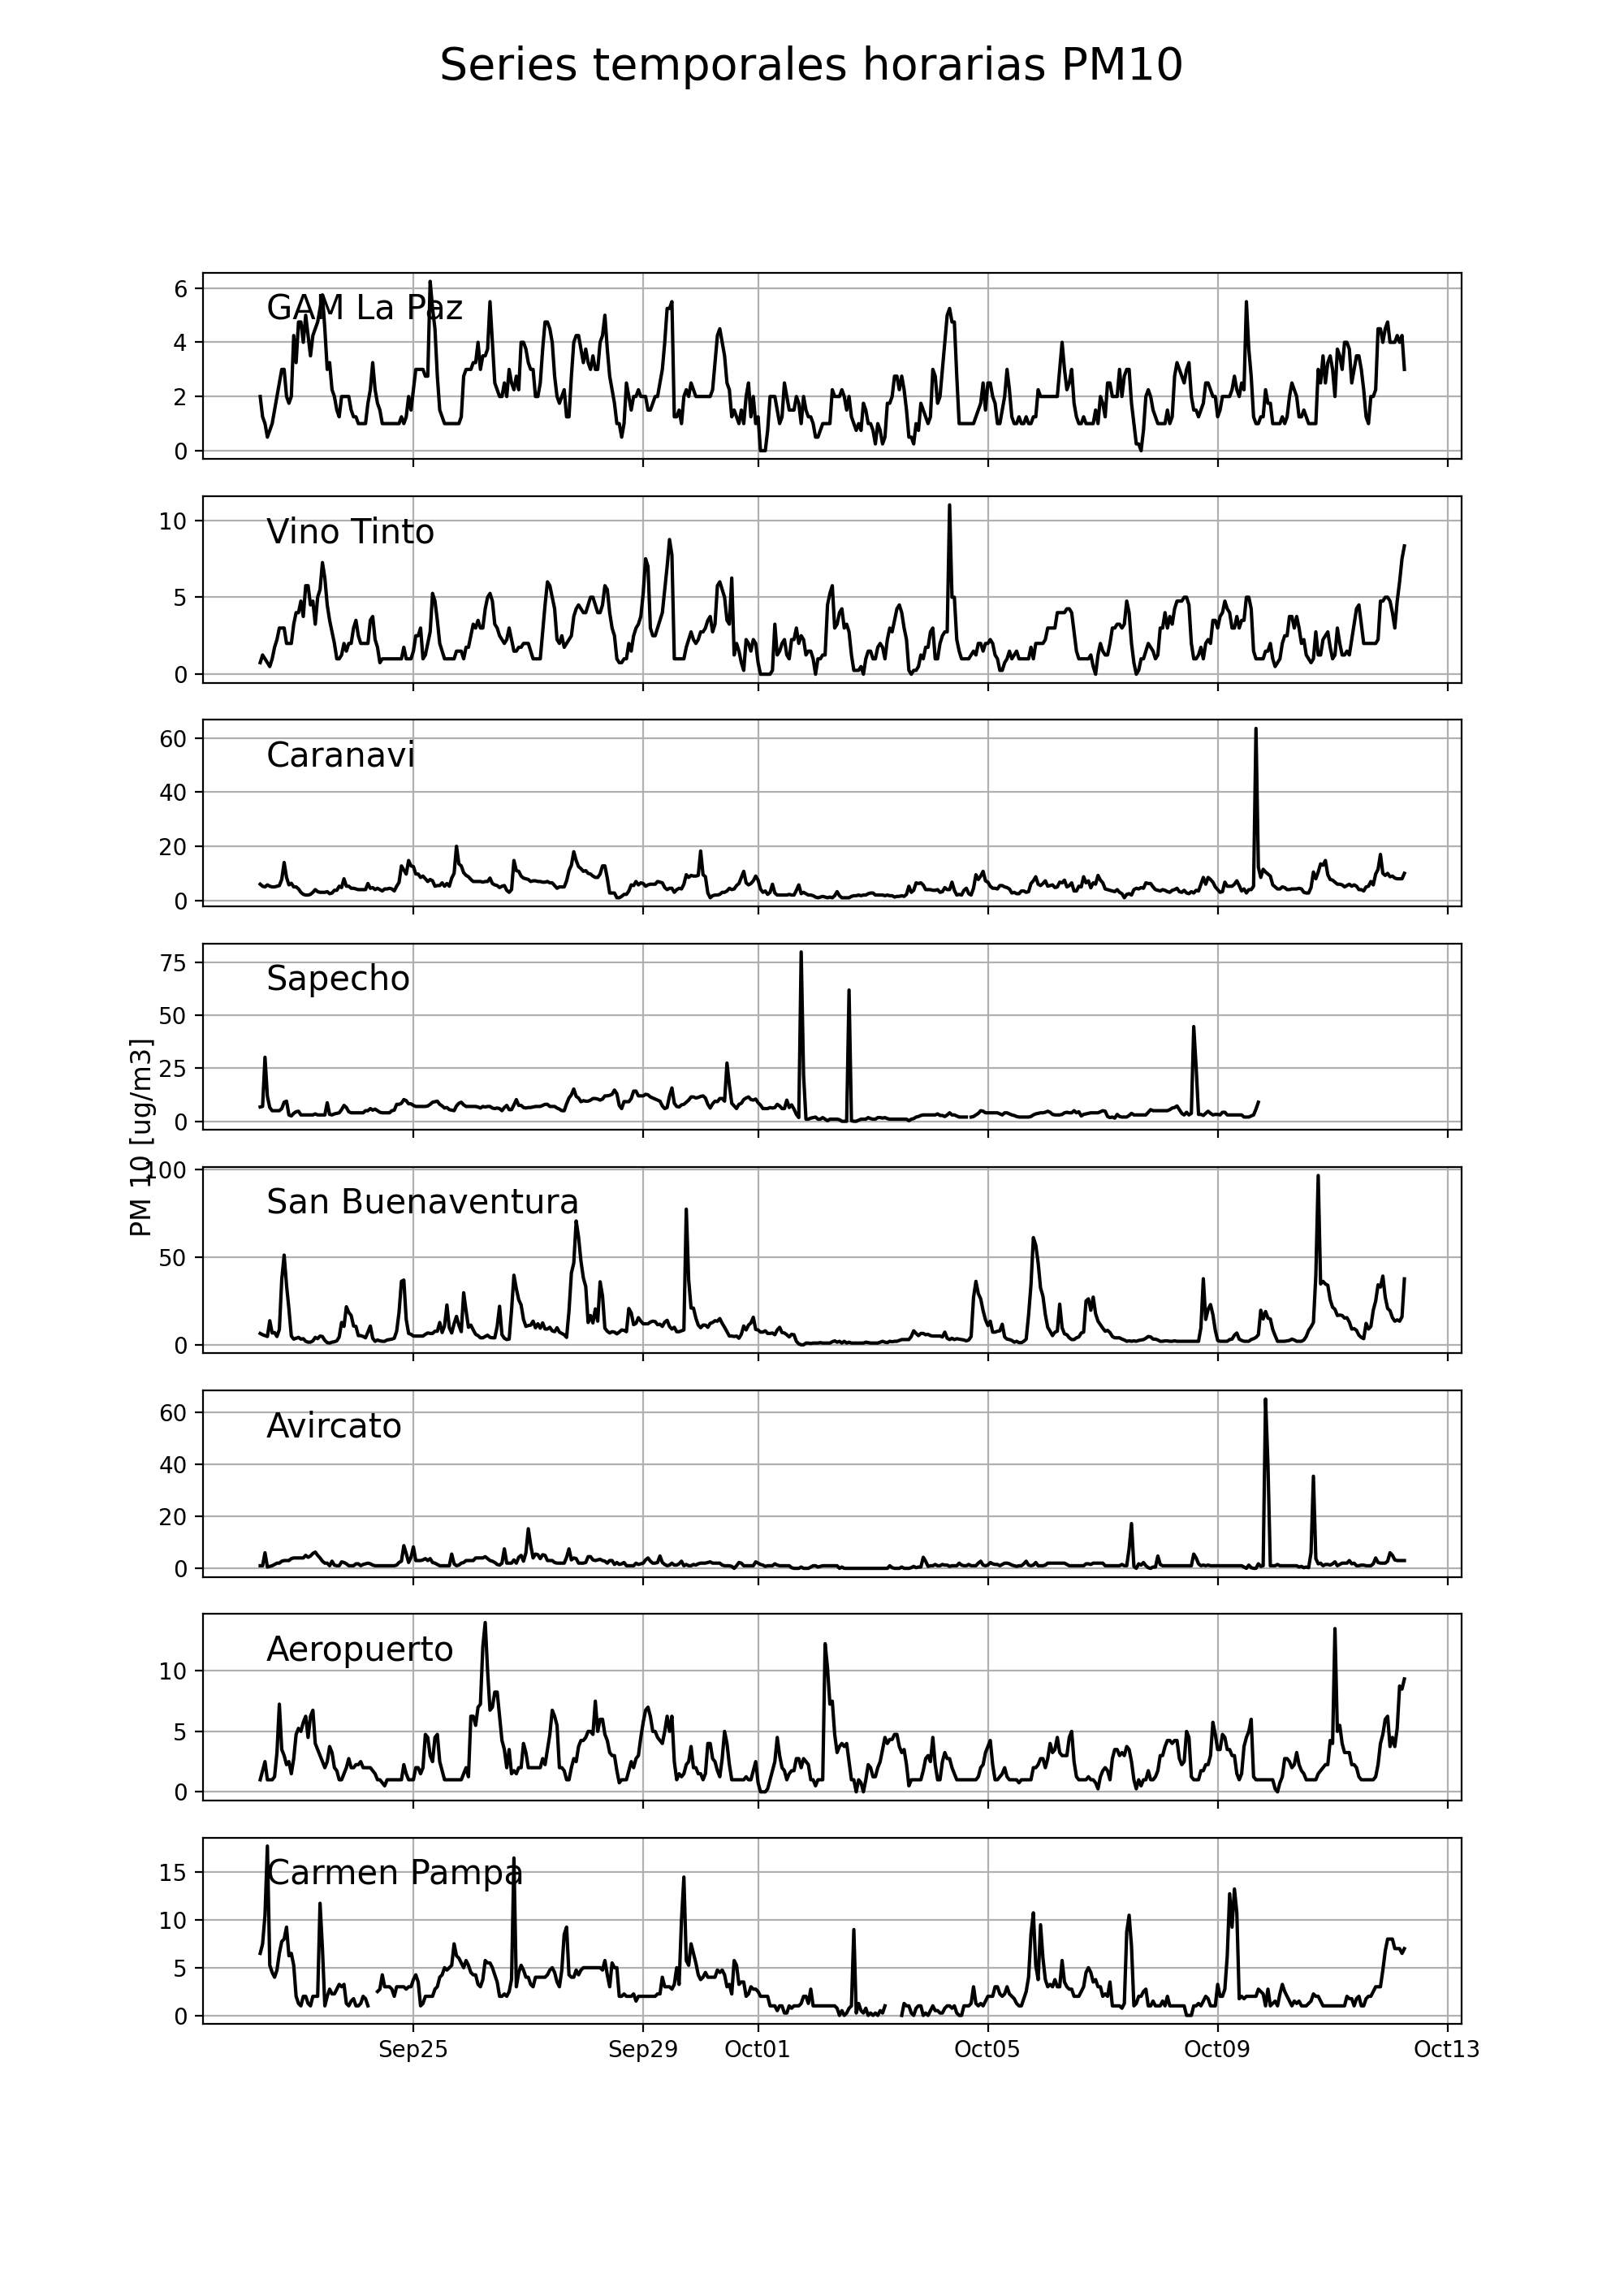 Series temporales horarias PM10
GAM La Paz
6
4
2
0
Vino Tinto
10
5
0
Caranavi
60
40
20
0
Sapecho
75
50
25
0
PM 10 [ug/m3]
San Buenaventura
100
50
0
Avircato
60
40
20
0
Aeropuerto
10
5
0
Carmen Pampa
15
10
5
0
Sep25 Sep29 Oct01 Oct05 Oct09 Oct13